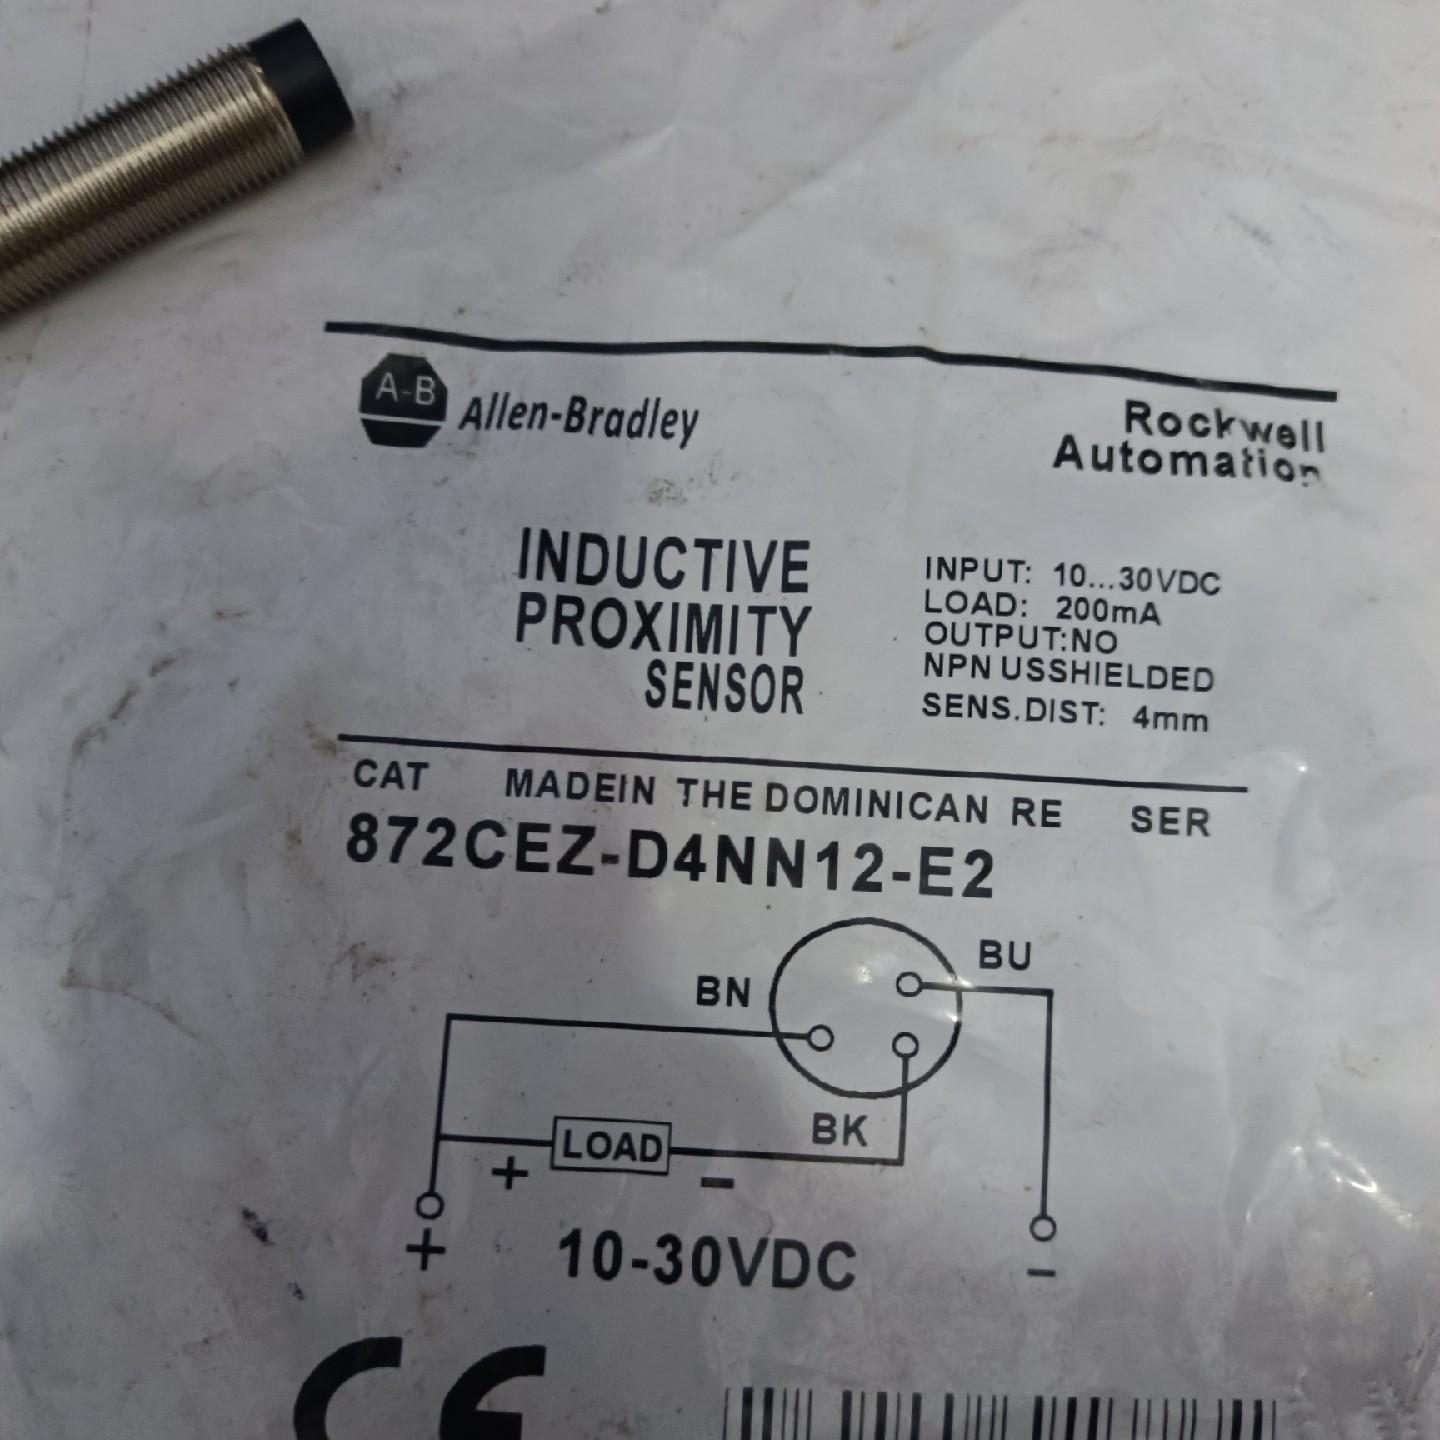 A-B Allen-Bradley
Rockwell
Automation
INDUCTIVE
PROXIMITY
SENSOR
INPUT: 10...30VDC
LOAD: 200mA
OUTPUT:NO
NPN USSHIELDED
SENS.DIST: 4mm
CAT MADEIN THE DOMINICAN RE SER
872CEZ-D4NN12-E2
BN
BU
BK
+ LOAD -
+ 10-30VDC -
CE